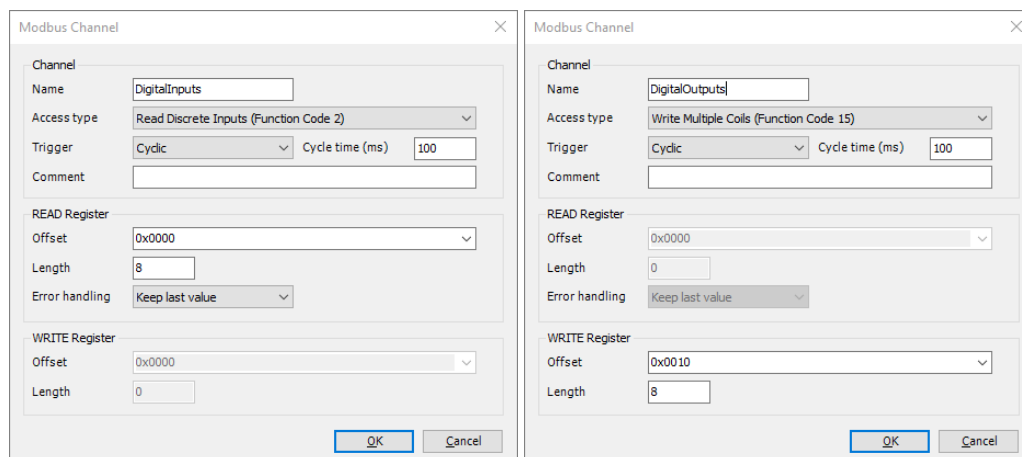 Modbus Channel
Channel
Name DigitalInputs
Access type Read Discrete Inputs (Function Code 2)
Trigger Cyclic Cycle time (ms) 100
Comment
READ Register
Offset 0x0000
Length 8
Error handling Keep last value
WRITE Register
Offset 0x0000
Length 0
OK Cancel
Modbus Channel
Channel
Name DigitalOutputs
Access type Write Multiple Coils (Function Code 15)
Trigger Cyclic Cycle time (ms) 100
Comment
READ Register
Offset 0x0000
Length 0
Error handling Keep last value
WRITE Register
Offset 0x0010
Length 8
OK Cancel